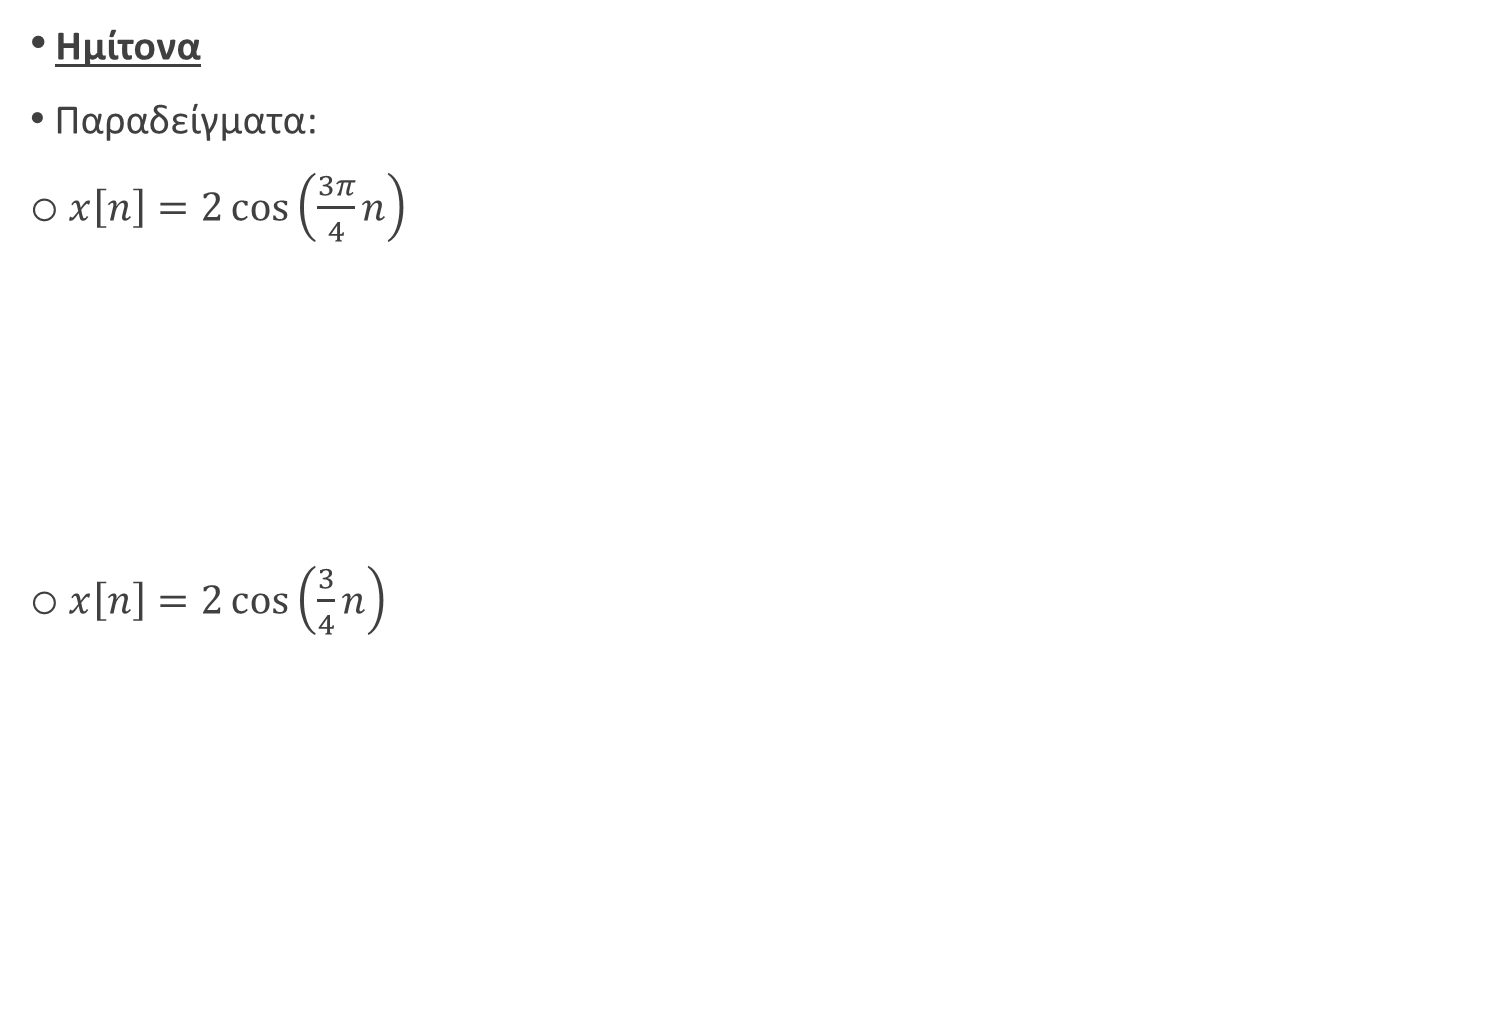 • Ημίτονα
• Παραδείγματα:
○ x[n] = 2 cos(3π/4 n)
○ x[n] = 2 cos(3/4 n)